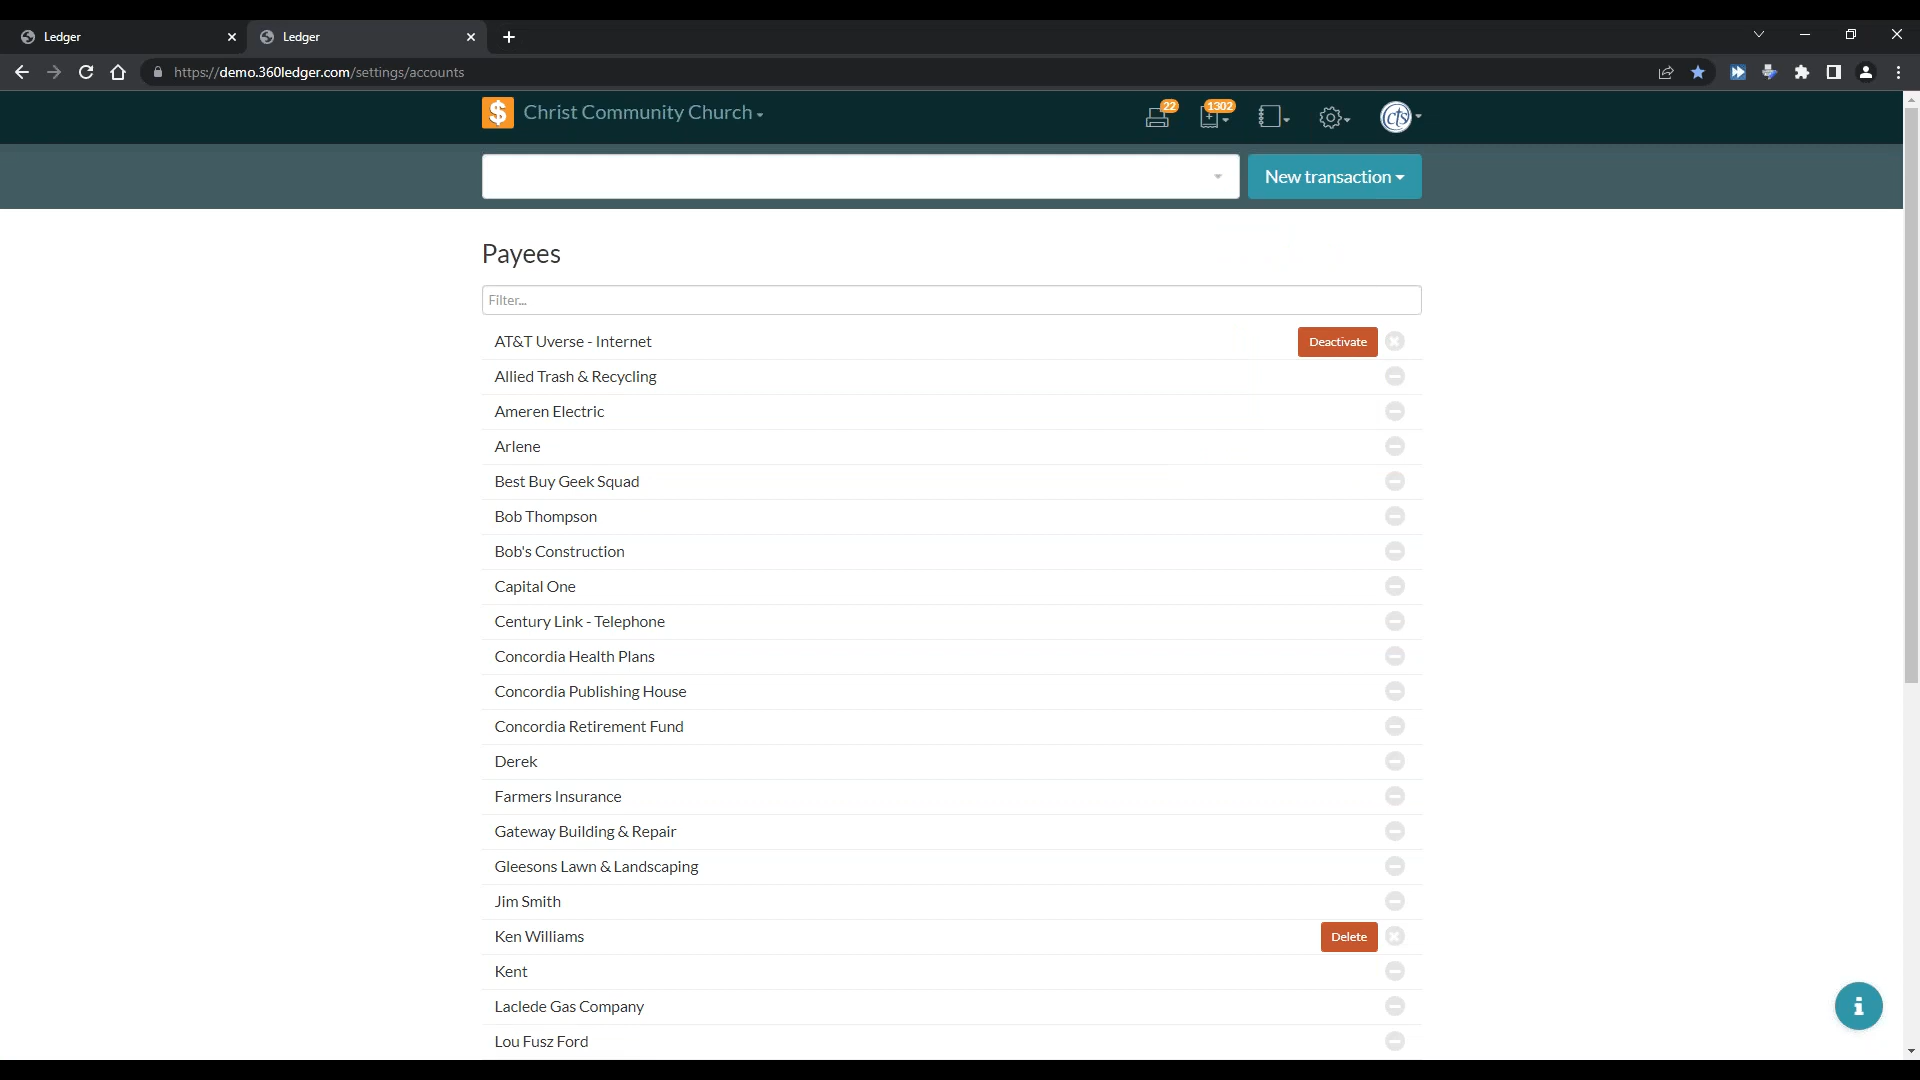 Ledger
Ledger
https://demo.360ledger.com/settings/accounts
$ Christ Community Church
22
1302
cts
New transaction
Payees
Filter...
AT&T Uverse - Internet
Deactivate
Allied Trash & Recycling
Ameren Electric
Arlene
Best Buy Geek Squad
Bob Thompson
Bob's Construction
Capital One
Century Link - Telephone
Concordia Health Plans
Concordia Publishing House
Concordia Retirement Fund
Derek
Farmers Insurance
Gateway Building & Repair
Gleesons Lawn & Landscaping
Jim Smith
Ken Williams
Delete
Kent
Laclede Gas Company
Lou Fusz Ford